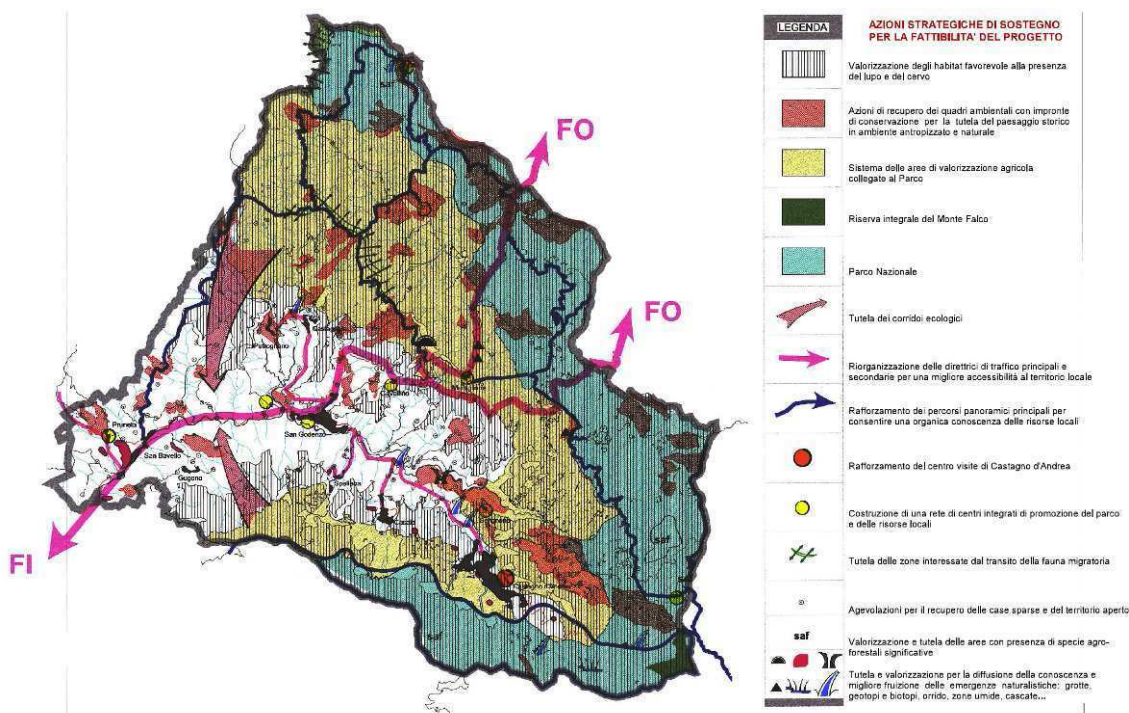 LEGENDA
AZIONI STRATEGICHE DI SOSTEGNO
PER LA FATTIBILITA' DEL PROGETTO
Valorizzazione degli habitat favorevole alla presenza
del lupo e del cervo
Azioni di recupero dei quadri ambientali con impronte
di conservazione per la tutela del paesaggio storico
in ambiente antropizzato e naturale
Sistema delle aree di valorizzazione agricola
collegato al Parco
Riserva integrale del Monte Falco
Parco Nazionale
Tutela dei corridoi ecologici
Riorganizzazione delle direttrici di traffico principali e
secondarie per una migliore accessibilità al territorio locale
Rafforzamento dei percorsi panoramici principali per
consentire una organica conoscenza delle risorse locali
Rafforzamento del centro visite di Castagno d'Andrea
Costruzione di una rete di centri integrati di promozione del parco
e delle risorse locali
Tutela delle zone interessate dal transito della fauna migratoria
Agevolazioni per il recupero delle case sparse e del territorio aperto
saf
Valorizzazione e tutela delle aree con presenza di specie agro-
forestali significative
Tutela e valorizzazione per la diffusione della conoscenza e
migliore fruizione delle emergenze naturalistiche: grotte,
geotopi e biotopi, orrido, zone umide, cascate...
FO
FO
FI
Petrognano
Pruneta
San Bavello
San Godenzo
saf
saf